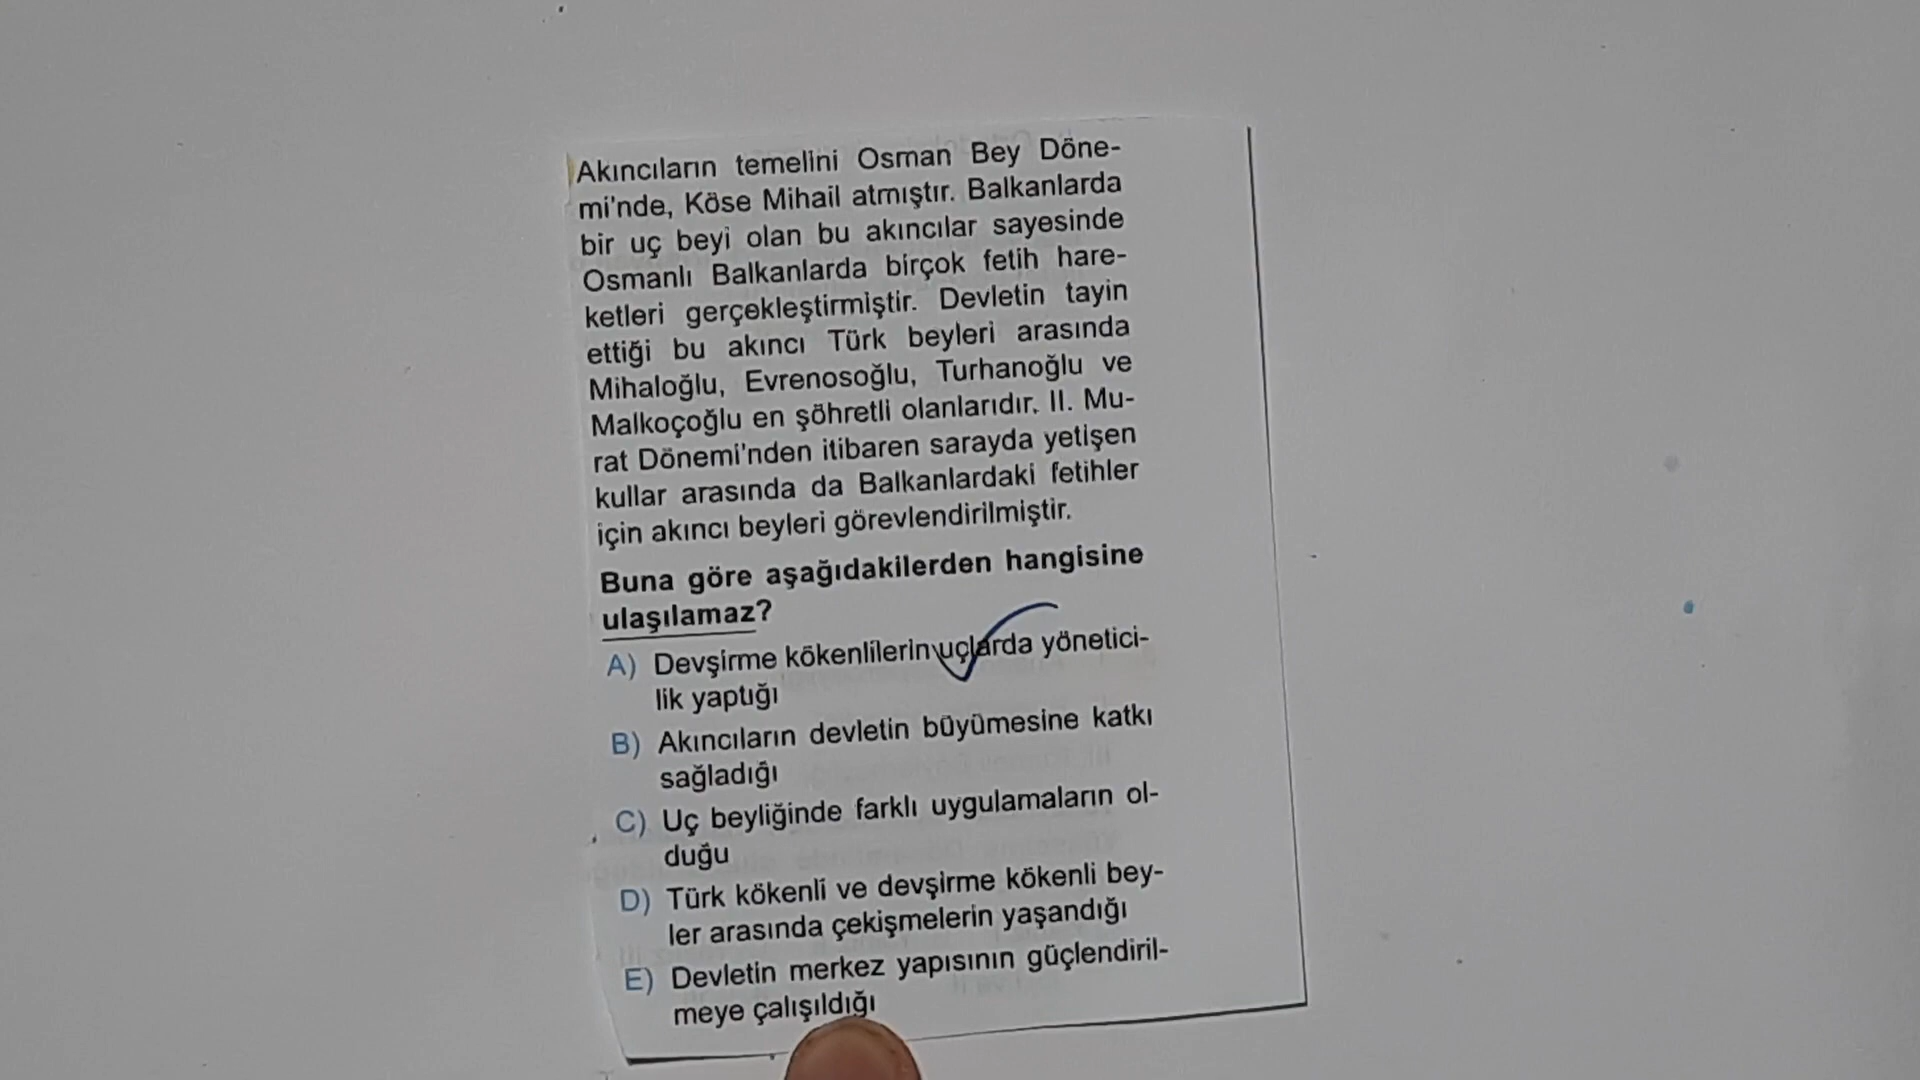 Akıncıların temelini Osman Bey Döne-
mi'nde, Köse Mihail atmıştır. Balkanlarda
bir uç beyi olan bu akıncılar sayesinde
Osmanlı Balkanlarda birçok fetih hare-
ketleri gerçekleştirmiştir. Devletin tayin
ettiği bu akıncı Türk beyleri arasında
Mihaloğlu, Evrenosoğlu, Turhanoğlu ve
Malkoçoğlu en şöhretli olanlarıdır. II. Mu-
rat Dönemi'nden itibaren sarayda yetişen
kullar arasında da Balkanlardaki fetihler
için akıncı beyleri görevlendirilmiştir.
Buna göre aşağıdakilerden hangisine
ulaşılamaz?
A) Devşirme kökenlilerin uçlarda yönetici-
lik yaptığı
B) Akıncıların devletin büyümesine katkı
sağladığı
C) Uç beyliğinde farklı uygulamaların ol-
duğu
D) Türk kökenli ve devşirme kökenli bey-
ler arasında çekişmelerin yaşandığı
E) Devletin merkez yapısının güçlendiril-
meye çalışıldığı